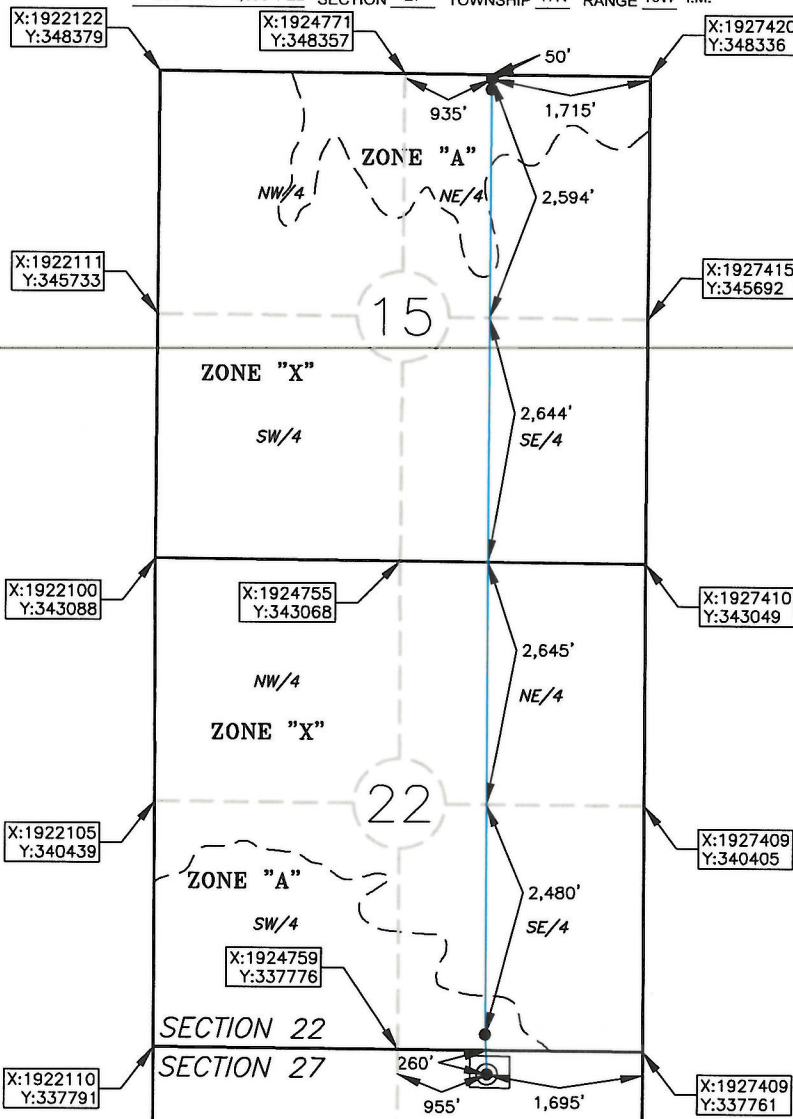 SECTION TOWNSHIP RANGE I.M.
X:1922122
Y:348379
X:1924771
Y:348357
X:1927420
Y:348336
50'
935'
1,715'
ZONE "A"
NW/4
NE/4
2,594'
X:1922111
Y:345733
X:1927415
Y:345692
15
ZONE "X"
SW/4
2,644'
SE/4
X:1922100
Y:343088
X:1924755
Y:343068
X:1927410
Y:343049
2,645'
NW/4
NE/4
ZONE "X"
22
X:1922105
Y:340439
X:1927409
Y:340405
ZONE "A"
2,480'
SW/4
SE/4
X:1924759
Y:337776
SECTION 22
SECTION 27
260'
X:1922110
Y:337791
955'
1,695'
X:1927409
Y:337761